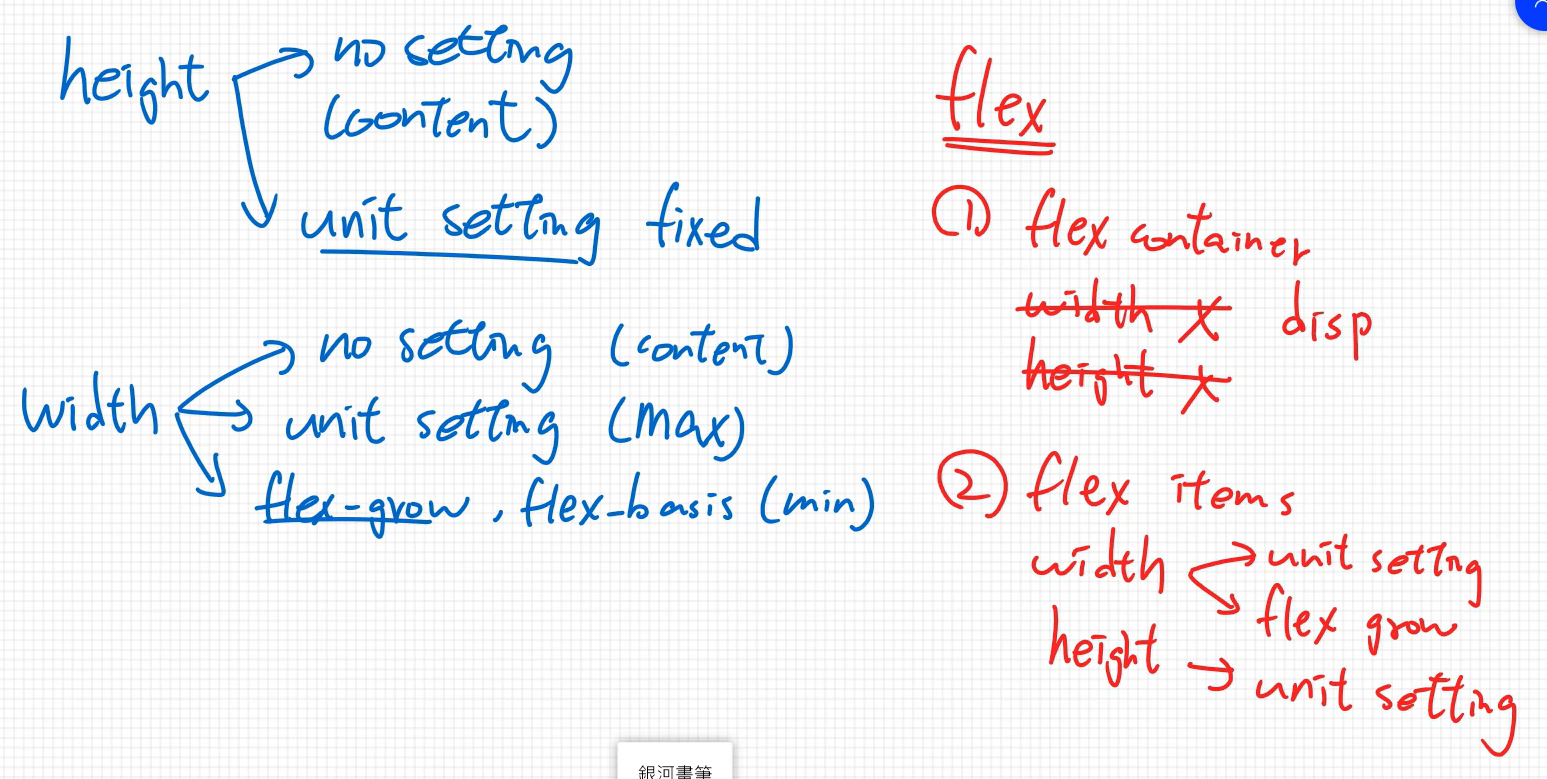 height no setting
(content)
unit setting fixed
width no setting (content)
unit setting (max)
flex-grow, flex-basis (min)
flex
① flex container
width x disp
height x
② flex items
width unit setting
flex grow
height → unit setting
銀河書筆